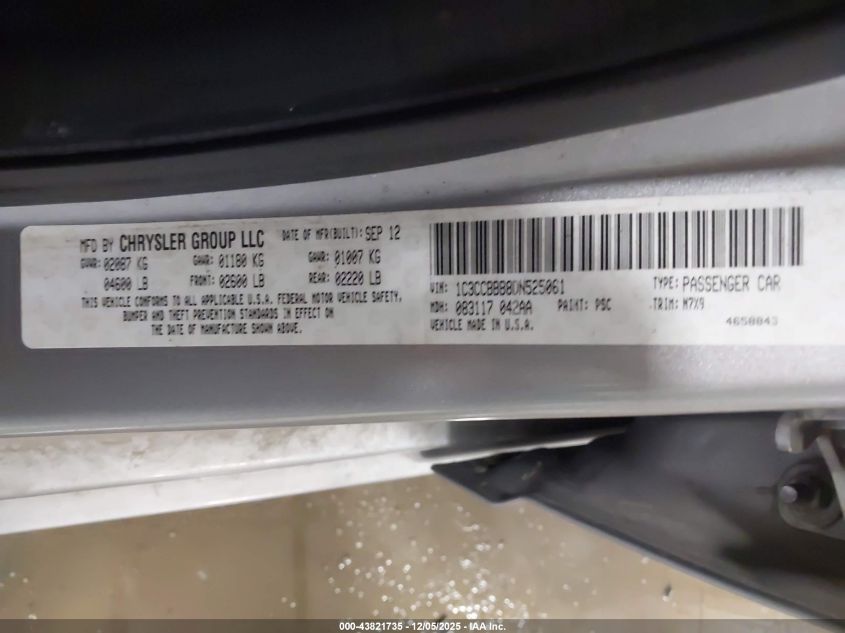 MFD BY CHRYSLER GROUP LLC DATE OF MFR(BUILT): SEP 12
GVWR: 02087 KG GAWR: 01180 KG GAWR: 01007 KG
04600 LB FRONT: 02600 LB REAR: 02220 LB
THIS VEHICLE CONFORMS TO ALL APPLICABLE U.S.A. FEDERAL MOTOR VEHICLE SAFETY,
BUMPER AND THEFT PREVENTION STANDARDS IN EFFECT ON
THE DATE OF MANUFACTURE SHOWN ABOVE.
VIN: 1C3CCBBB8DN525061 TYPE: PASSENGER CAR
MDH: 083117 042AA PAINT: PSC TRIM: M7X9
VEHICLE MADE IN U.S.A. 4658843
000-43821735 - 12/05/2025 - IAA Inc.